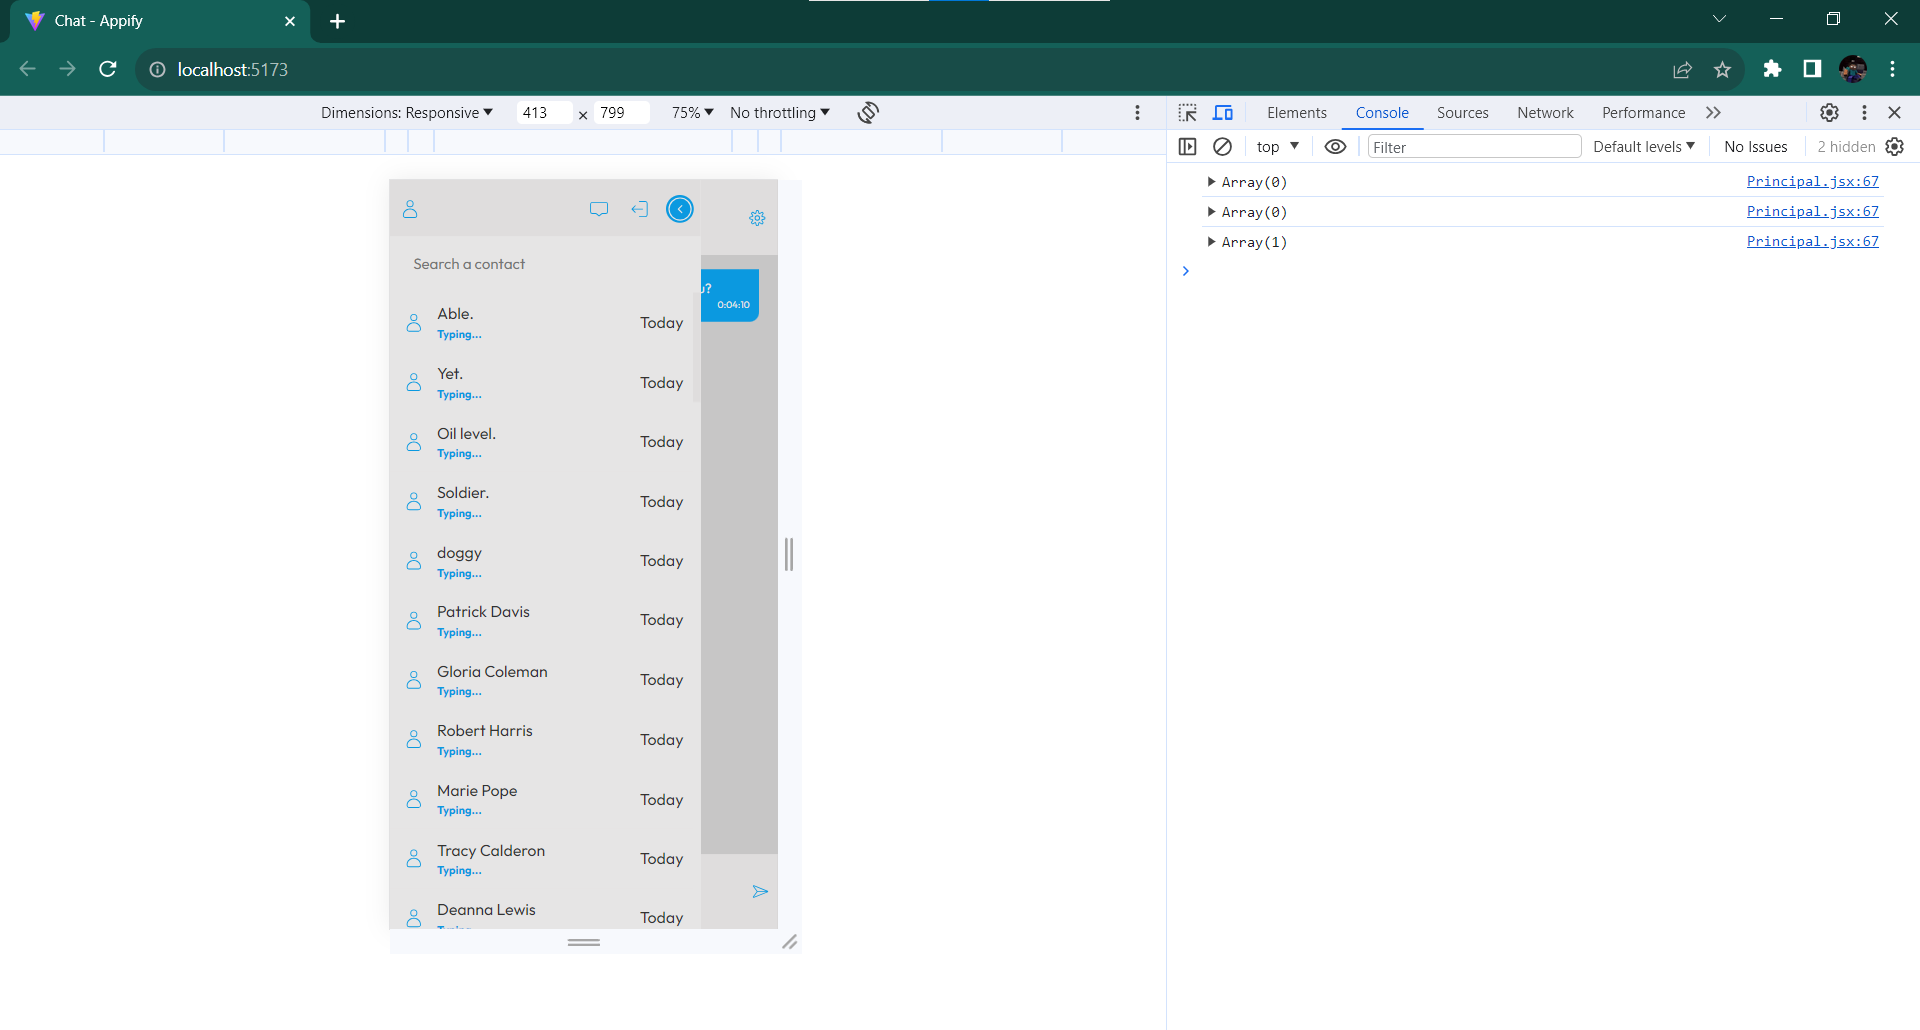 Chat - Appify
localhost:5173
Dimensions: Responsive 413 × 799 75% No throttling
Elements Console Sources Network Performance
top Filter Default levels No Issues 2 hidden
Array(0) Principal.jsx:67
Array(0) Principal.jsx:67
Array(1) Principal.jsx:67
Search a contact
u?
0:04:10
Able. Today
Typing...
Yet. Today
Typing...
Oil level. Today
Typing...
Soldier. Today
Typing...
doggy Today
Typing...
Patrick Davis Today
Typing...
Gloria Coleman Today
Typing...
Robert Harris Today
Typing...
Marie Pope Today
Typing...
Tracy Calderon Today
Typing...
Deanna Lewis Today